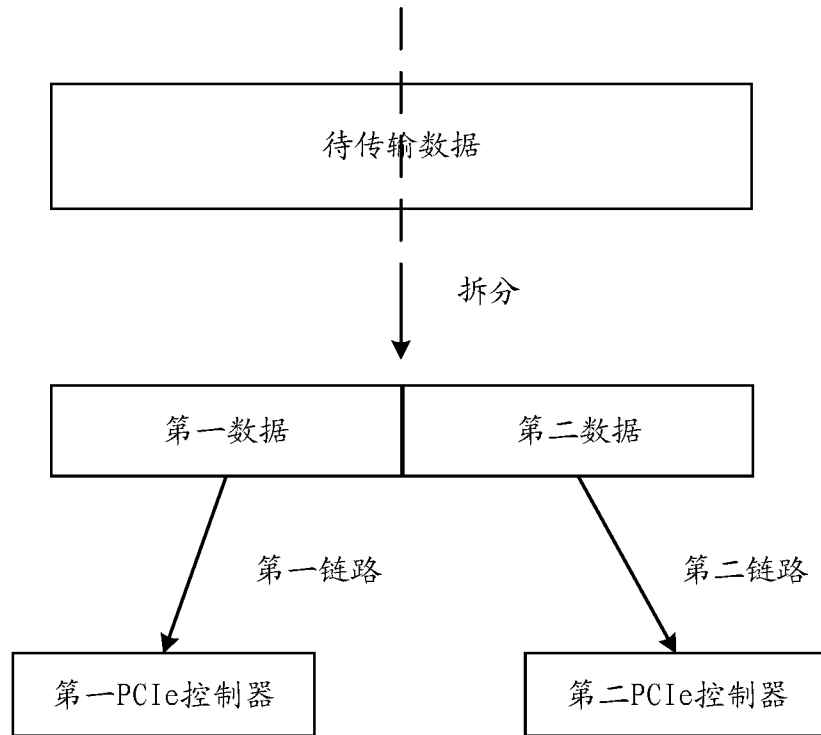 待传输数据
拆分
第一数据
第二数据
第一链路
第二链路
第一PCIe控制器
第二PCIe控制器